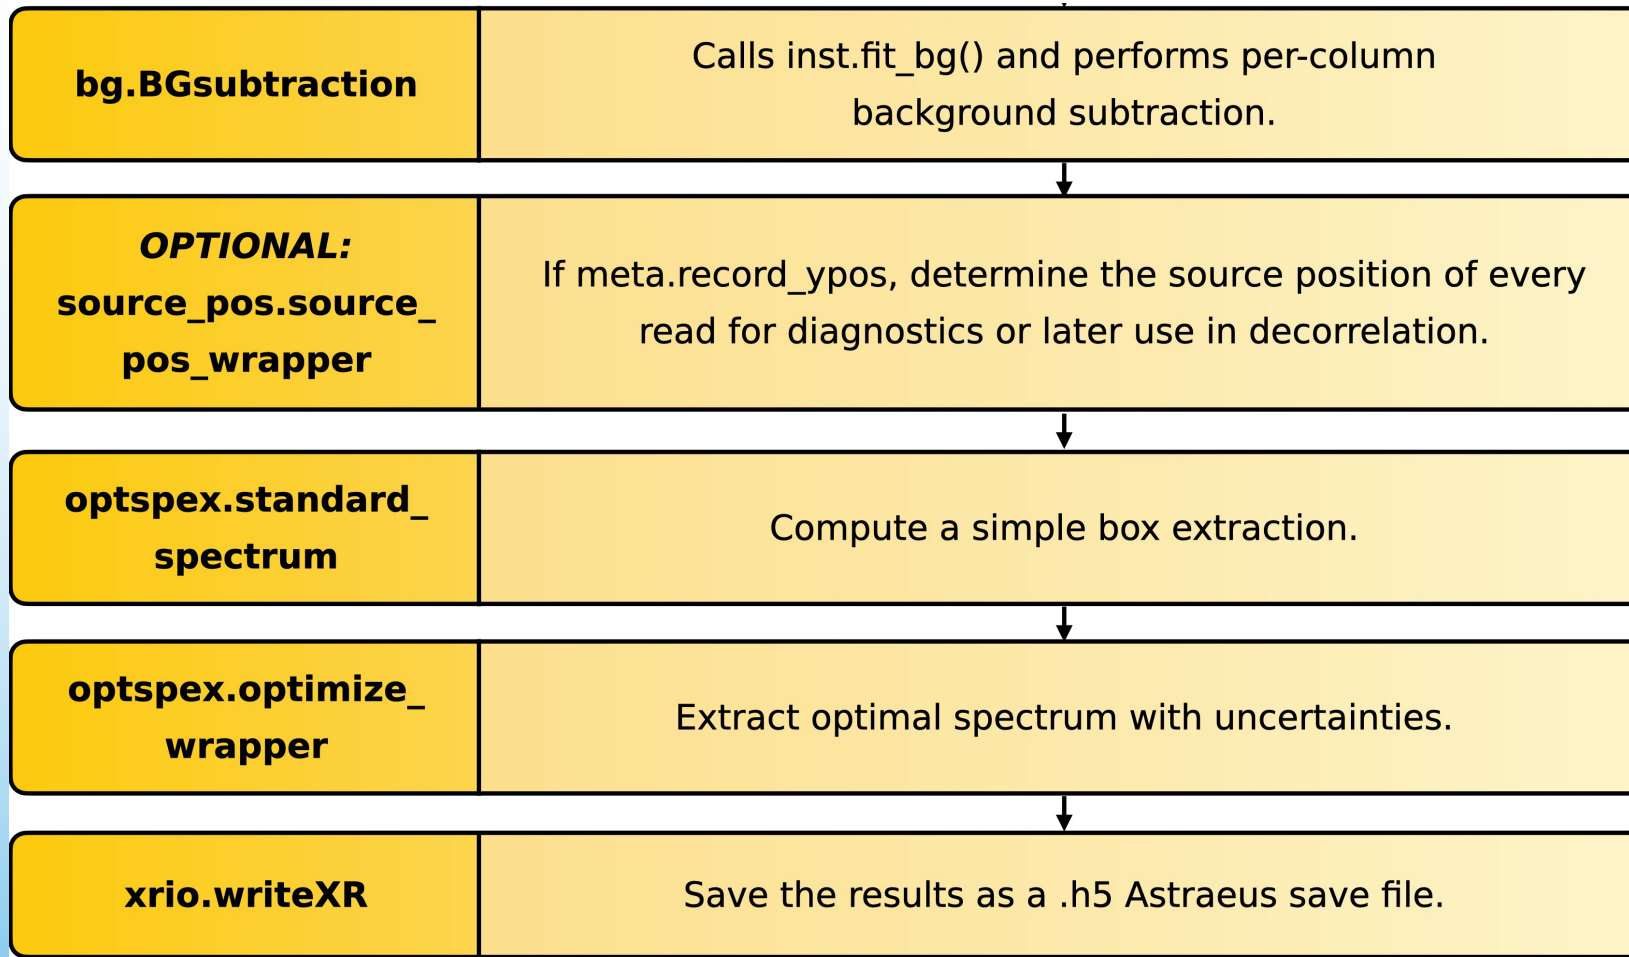 bg.BGsubtraction
Calls inst.fit_bg() and performs per-column
background subtraction.
OPTIONAL:
source_pos.source_
pos_wrapper
If meta.record_ypos, determine the source position of every
read for diagnostics or later use in decorrelation.
optspex.standard_
spectrum
Compute a simple box extraction.
optspex.optimize_
wrapper
Extract optimal spectrum with uncertainties.
xrio.writeXR
Save the results as a .h5 Astraeus save file.